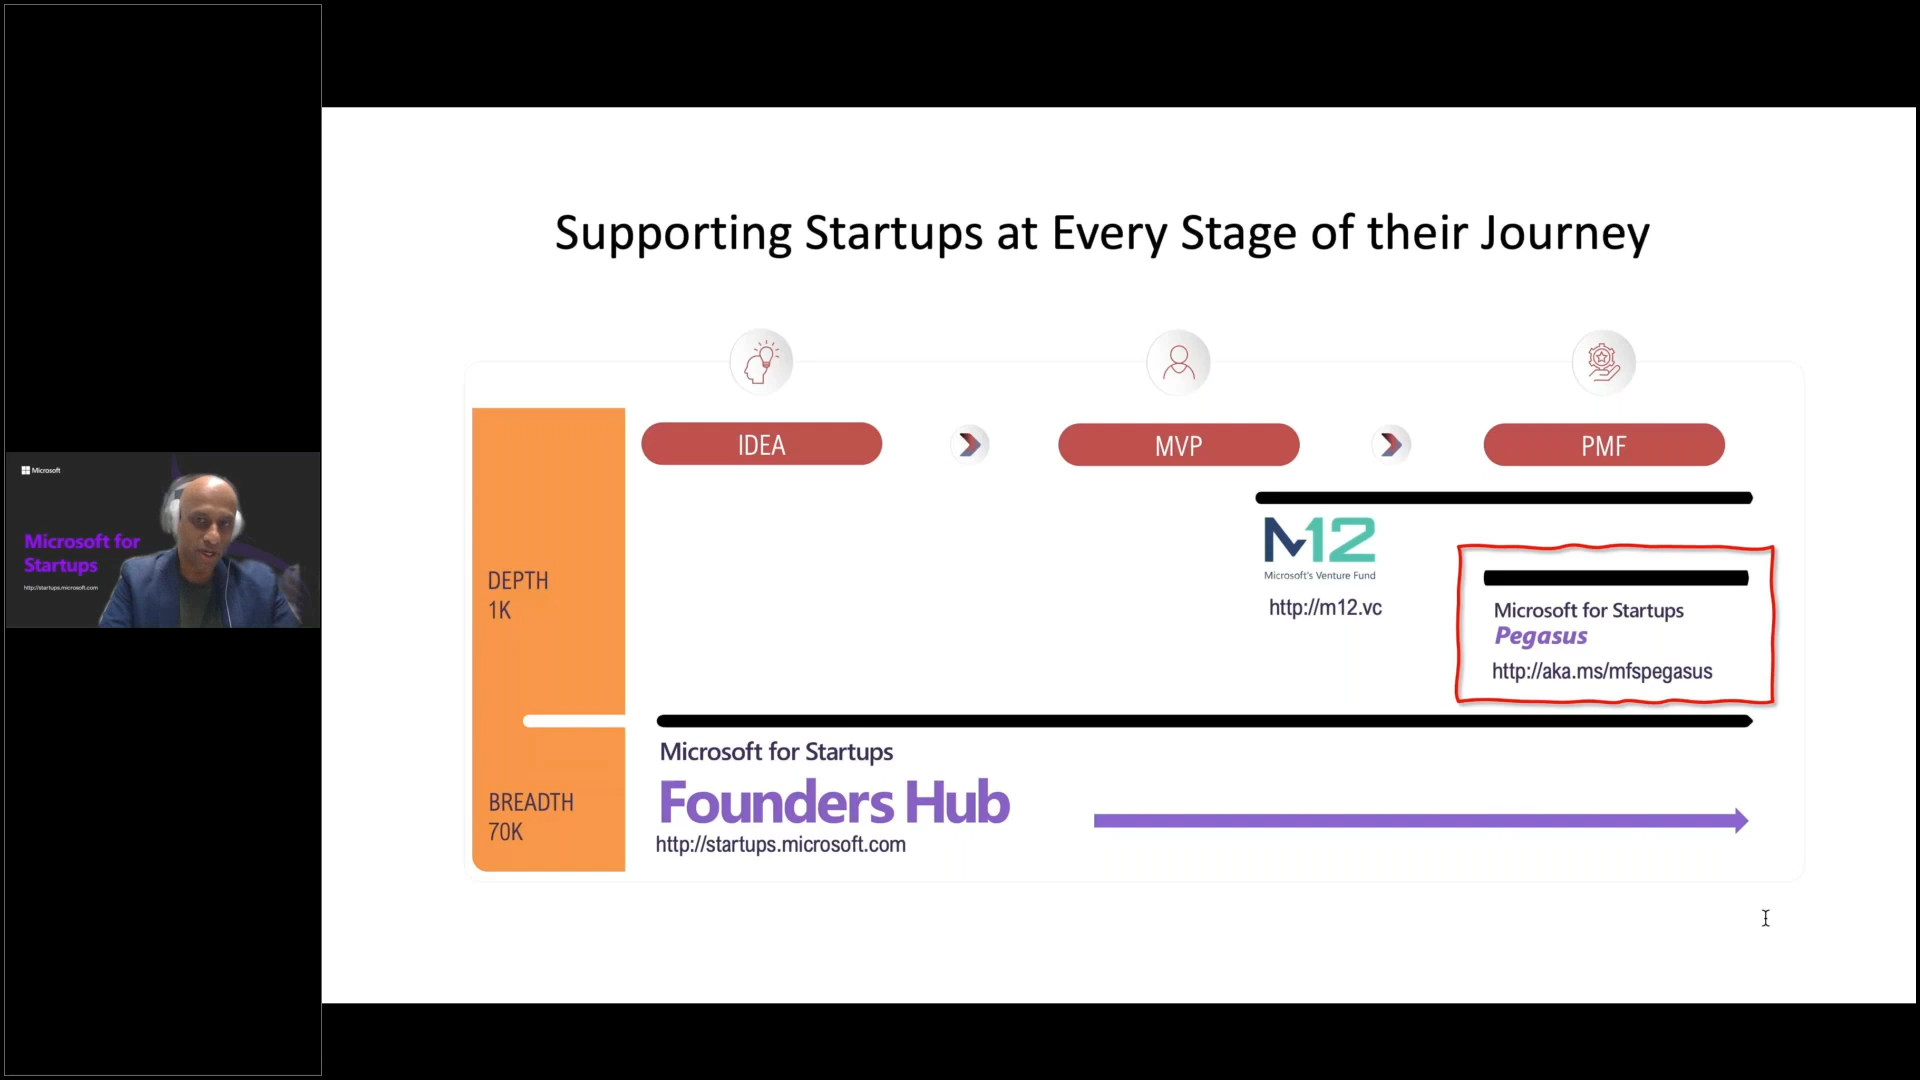 Microsoft
Microsoft for
Startups
http://startups.microsoft.com
Supporting Startups at Every Stage of their Journey
IDEA
MVP
PMF
DEPTH
1K
M12
Microsoft's Venture Fund
http://m12.vc
Microsoft for Startups
Pegasus
http://aka.ms/mfspegasus
BREADTH
70K
Microsoft for Startups
Founders Hub
http://startups.microsoft.com